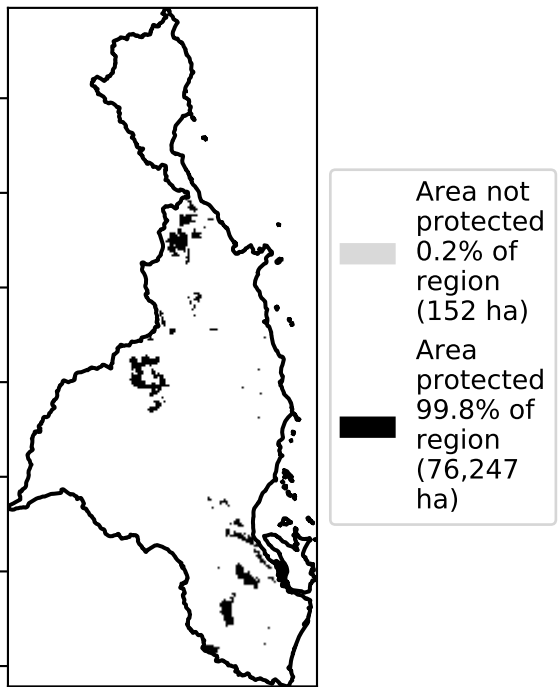 Area not
protected
0.2% of
region
(152 ha)
Area
protected
99.8% of
region
(76,247
ha)